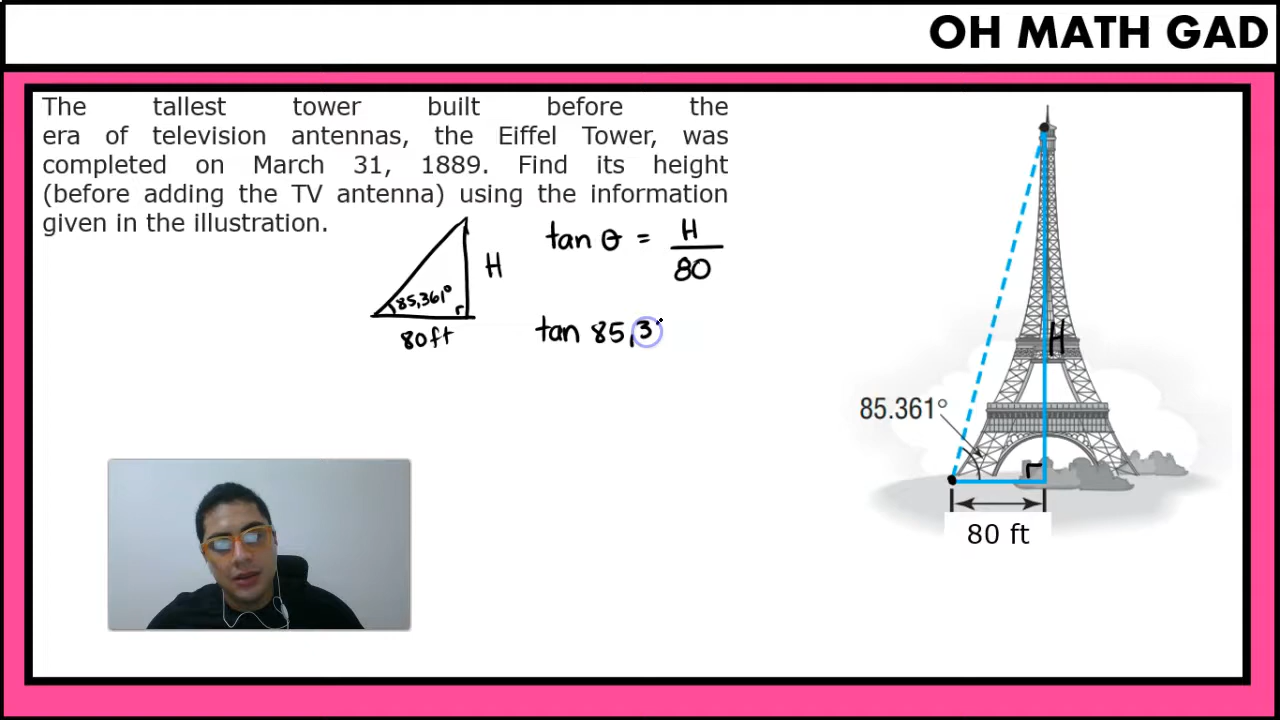 OH MATH GAD
The tallest tower built before the
era of television antennas, the Eiffel Tower, was
completed on March 31, 1889. Find its height
(before adding the TV antenna) using the information
given in the illustration.
tan θ = H / 80
H
85,361°
80 ft
tan 85,3
H
85.361°
80 ft